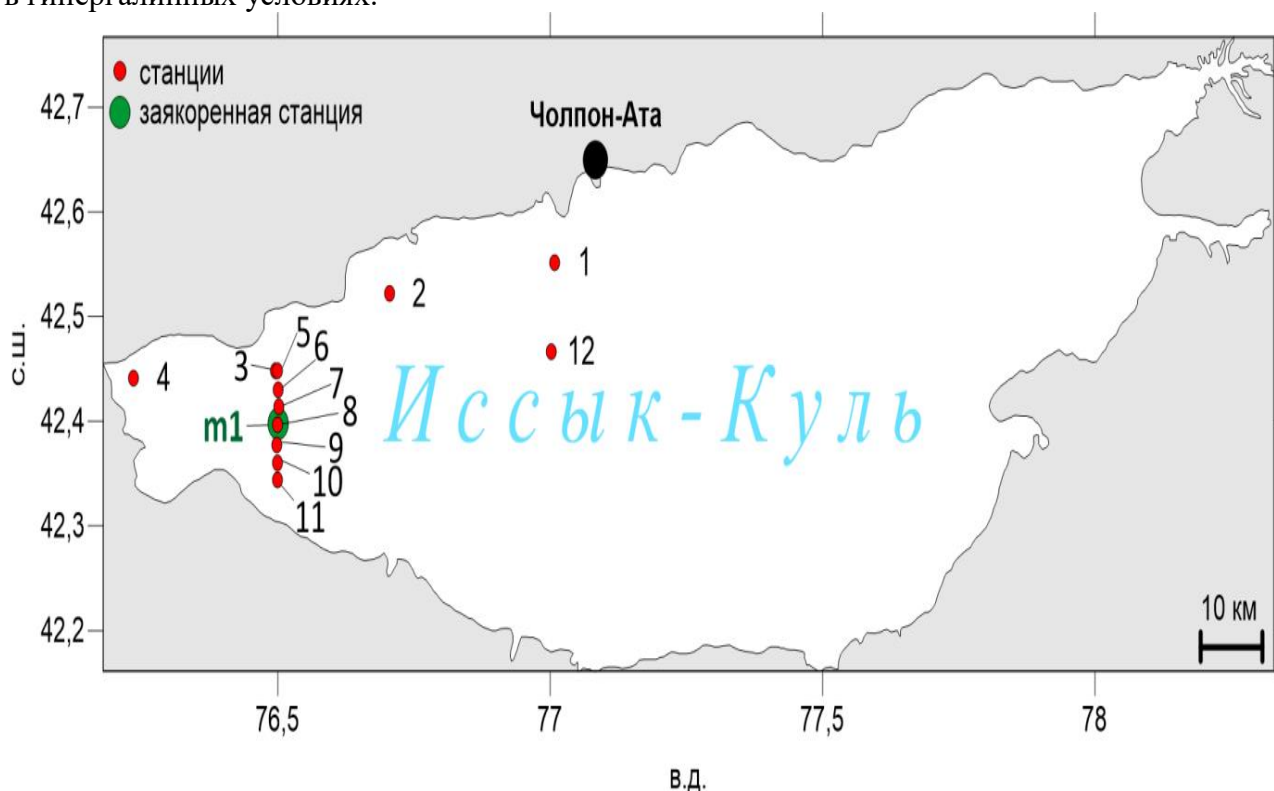 в гипергалинных условиях.
станции
заякоренная станция
Чолпон-Ата
42,7
42,6
42,5
42,4
42,3
42,2
с.ш.
1
2
12
3
4
5
6
7
8
m1
9
10
11
Иссык-Куль
10 км
76,5
77
77,5
78
в.д.